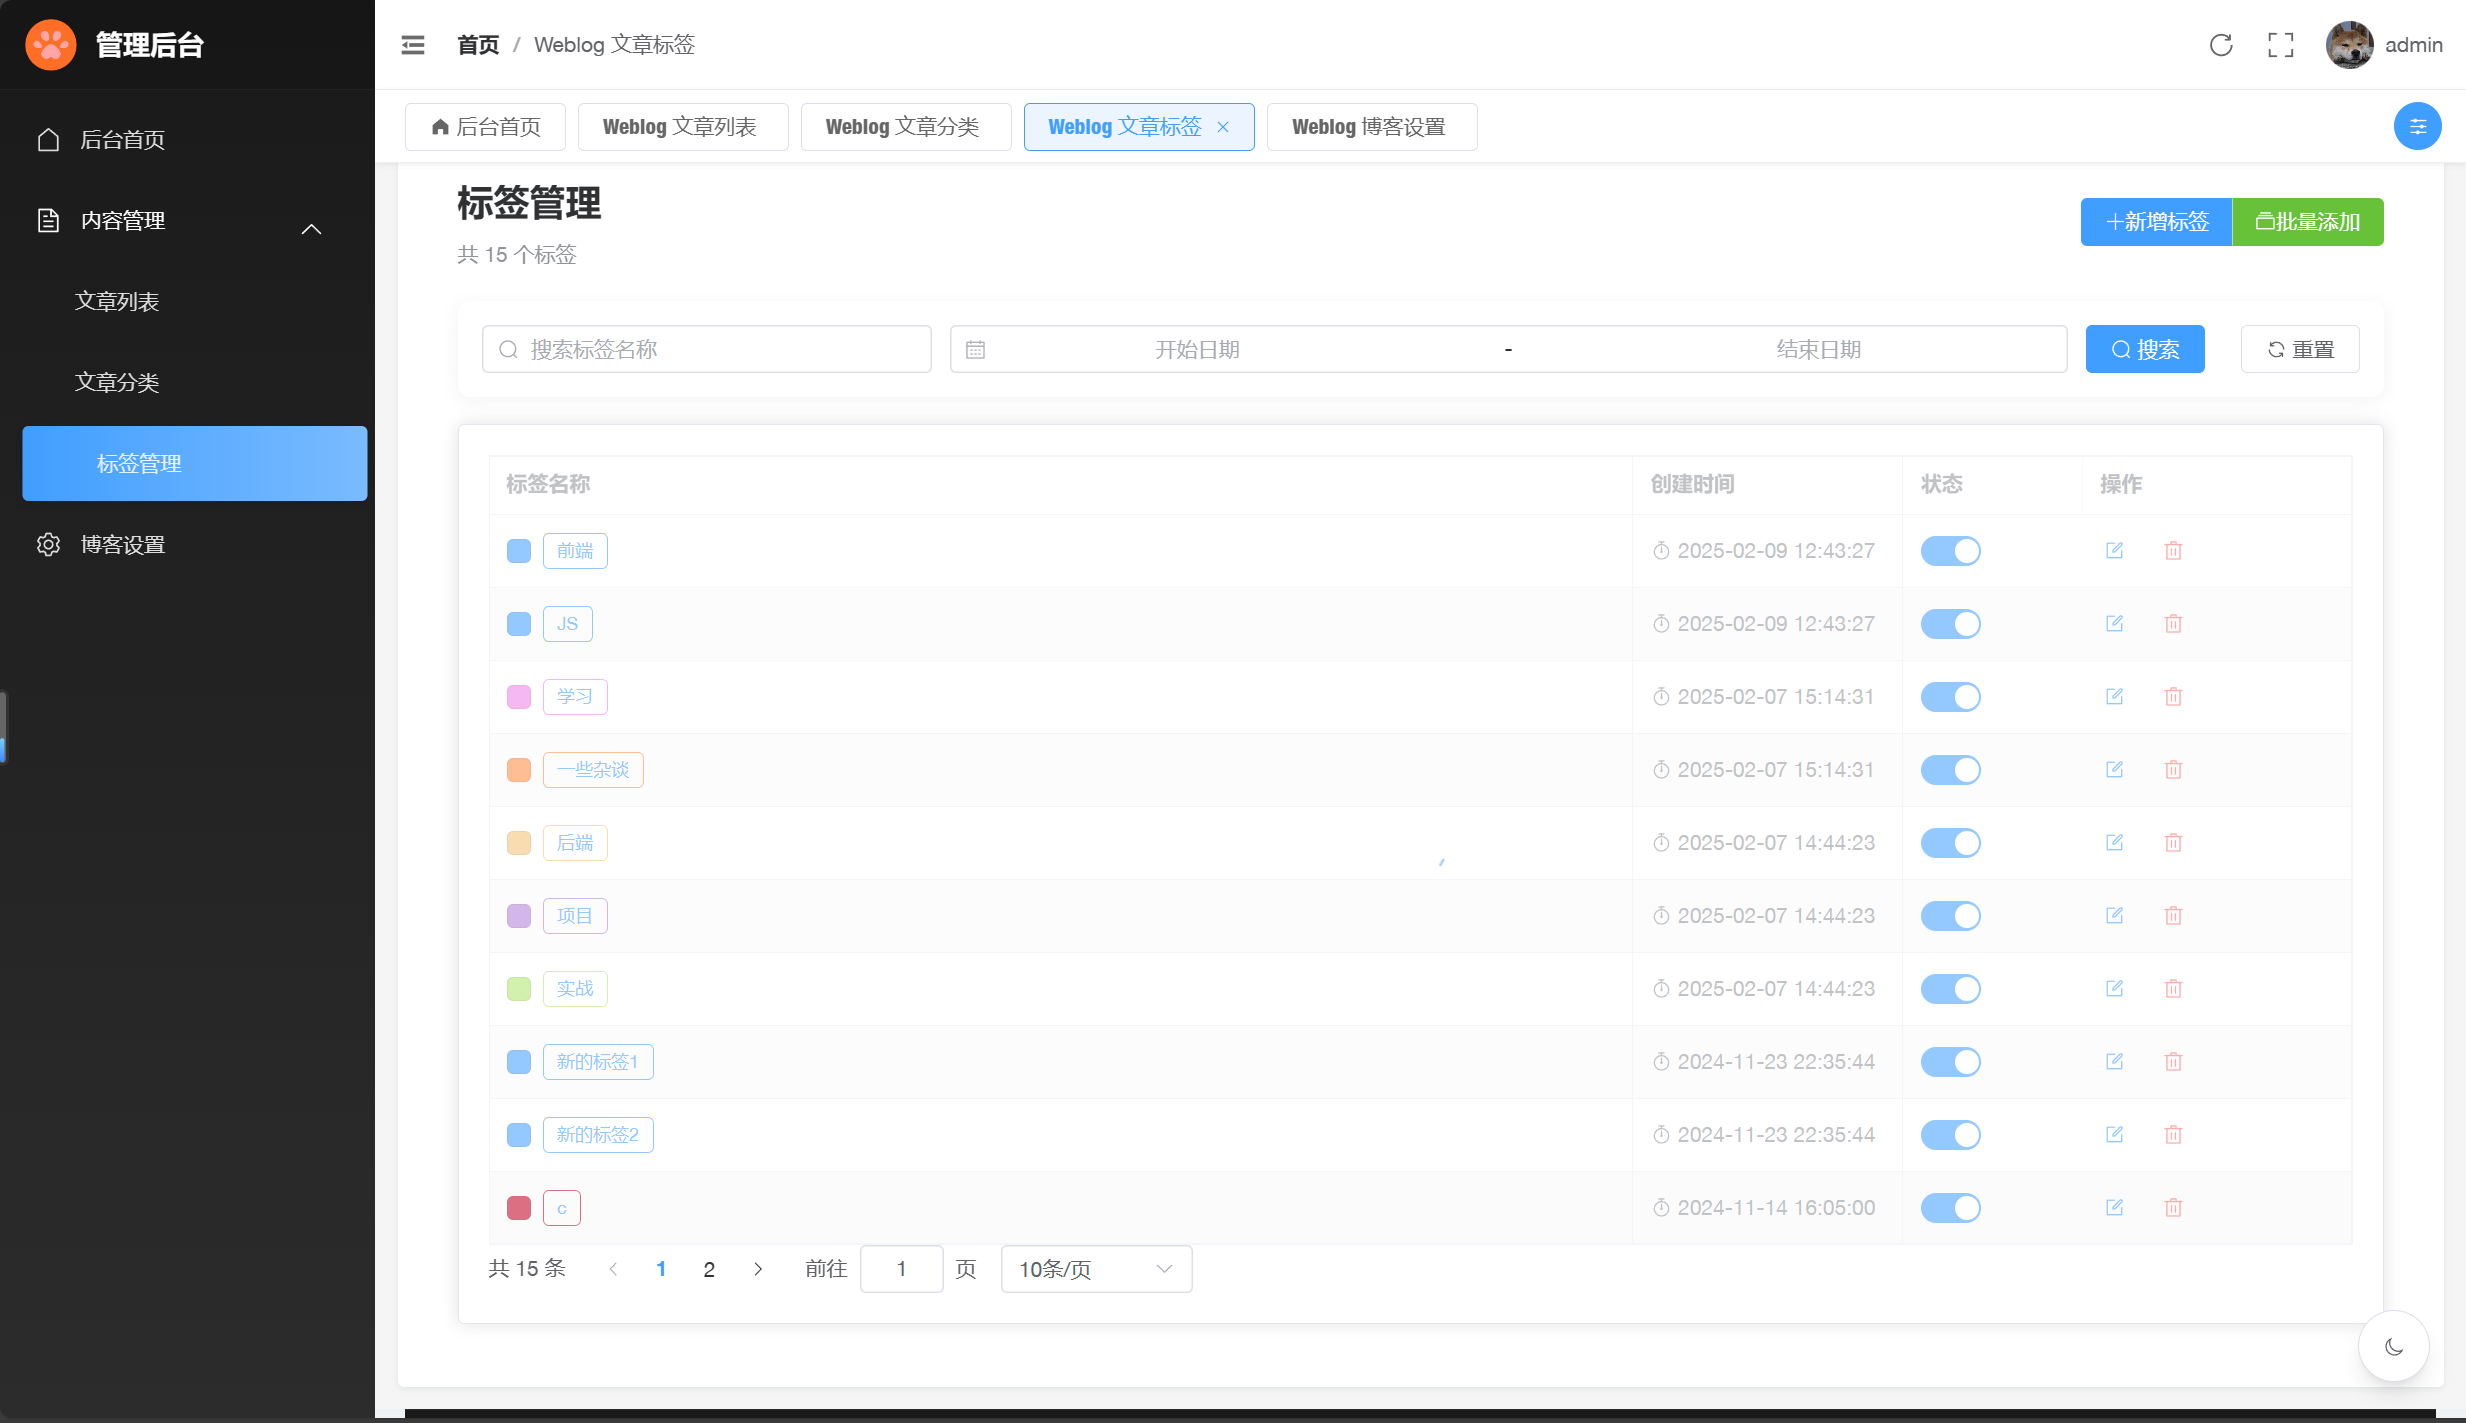 管理后台
后台首页
内容管理
文章列表
文章分类
标签管理
博客设置
首页 / Weblog 文章标签
admin
后台首页
Weblog 文章列表
Weblog 文章分类
Weblog 文章标签
Weblog 博客设置
标签管理
共 15 个标签
新增标签
批量添加
搜索标签名称
开始日期 - 结束日期
搜索
重置
标签名称 创建时间 状态 操作
前端 2025-02-09 12:43:27
JS 2025-02-09 12:43:27
学习 2025-02-07 15:14:31
一些杂谈 2025-02-07 15:14:31
后端 2025-02-07 14:44:23
项目 2025-02-07 14:44:23
实战 2025-02-07 14:44:23
新的标签1 2024-11-23 22:35:44
新的标签2 2024-11-23 22:35:44
c 2024-11-14 16:05:00
共 15 条 1 2 前往 1 页 10条/页